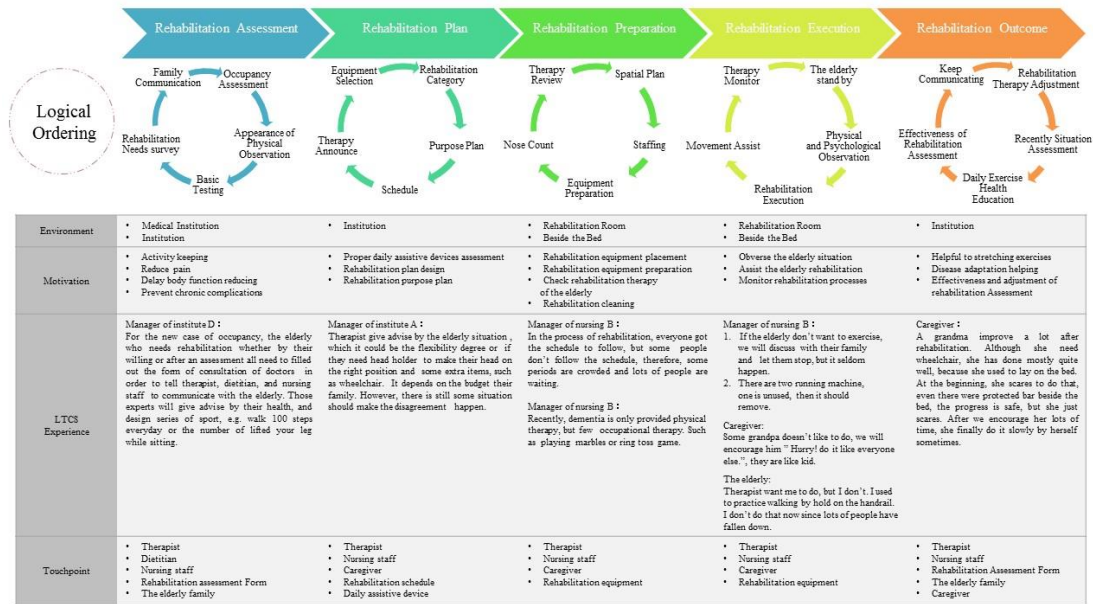 Rehabilitation Assessment
Rehabilitation Plan
Rehabilitation Preparation
Rehabilitation Execution
Rehabilitation Outcome
Logical
Ordering
Family
Communication
Occupancy
Assessment
Appearance of
Physical
Observation
Basic
Testing
Rehabilitation
Needs survey
Equipment
Selection
Rehabilitation
Category
Purpose Plan
Schedule
Therapy
Announce
Therapy
Review
Spatial Plan
Staffing
Equipment
Preparation
Nose Count
Therapy
Monitor
The elderly
stand by
Physical
and Psychological
Observation
Rehabilitation
Execution
Movement Assist
Keep
Communicating
Rehabilitation
Therapy Adjustment
Recently Situation
Assessment
Daily Exercise
Health
Education
Effectiveness of
Rehabilitation
Assessment
Environment
• Medical Institution
• Institution
• Institution
• Rehabilitation Room
• Beside the Bed
• Rehabilitation Room
• Beside the Bed
• Institution
Motivation
• Activity keeping
• Reduce pain
• Delay body function reducing
• Prevent chronic complications
• Proper daily assistive devices assessment
• Rehabilitation plan design
• Rehabilitation purpose plan
• Rehabilitation equipment placement
• Rehabilitation equipment preparation
• Check rehabilitation therapy
of the elderly
• Rehabilitation cleaning
• Obverse the elderly situation
• Assist the elderly rehabilitation
• Monitor rehabilitation processes
• Helpful to stretching exercises
• Disease adaptation helping
• Effectiveness and adjustment of
rehabilitation Assessment
LTCS
Experience
Manager of institute D：
For the new case of occupancy, the elderly
who needs rehabilitation whether by their
willing or after an assessment all need to filled
out the form of consultation of doctors in
order to tell therapist, dietitian, and nursing
staff to communicate with the elderly. Those
experts will give advise by their health, and
design series of sport, e.g. walk 100 steps
everyday or the number of lifted your leg
while sitting.
Manager of institute A：
Therapist give advise by the elderly situation ,
which it could be the flexibility degree or if
they need head holder to make their head on
the right position and some extra items, such
as wheelchair. It depends on the budget their
family. However, there is still some situation
should make the disagreement happen.
Manager of nursing B：
In the process of rehabilitation, everyone got
the schedule to follow, but some people
don't follow the schedule, therefore, some
periods are crowded and lots of people are
waiting.
Manager of nursing B：
Recently, dementia is only provided physical
therapy, but few occupational therapy. Such
as playing marbles or ring toss game.
Manager of nursing B：
1. If the elderly don't want to exercise,
we will discuss with their family
and let them stop, but it seldom
happen.
2. There are two running machine,
one is unused, then it should
remove.
Caregiver:
Some grandpa doesn't like to do, we will
encourage him " Hurry! do it like everyone
else.", they are like kid.
The elderly:
Therapist want me to do, but I don't. I used
to practice walking by hold on the handrail.
I don't do that now since lots of people have
fallen down.
Caregiver：
A grandma improve a lot after
rehabilitation. Although she need
wheelchair, she has done mostly quite
well, because she used to lay on the bed.
At the beginning, she scares to do that,
even there were protected bar beside the
bed, the progress is safe, but she just
scares. After we encourage her lots of
time, she finally do it slowly by herself
sometimes.
Touchpoint
• Therapist
• Dietitian
• Nursing staff
• Rehabilitation assessment Form
• The elderly family
• Therapist
• Nursing staff
• Caregiver
• Rehabilitation schedule
• Daily assistive device
• Therapist
• Nursing staff
• Caregiver
• Rehabilitation equipment
• Therapist
• Nursing staff
• Caregiver
• Rehabilitation equipment
• Therapist
• Nursing staff
• Rehabilitation Assessment Form
• The elderly family
• Caregiver